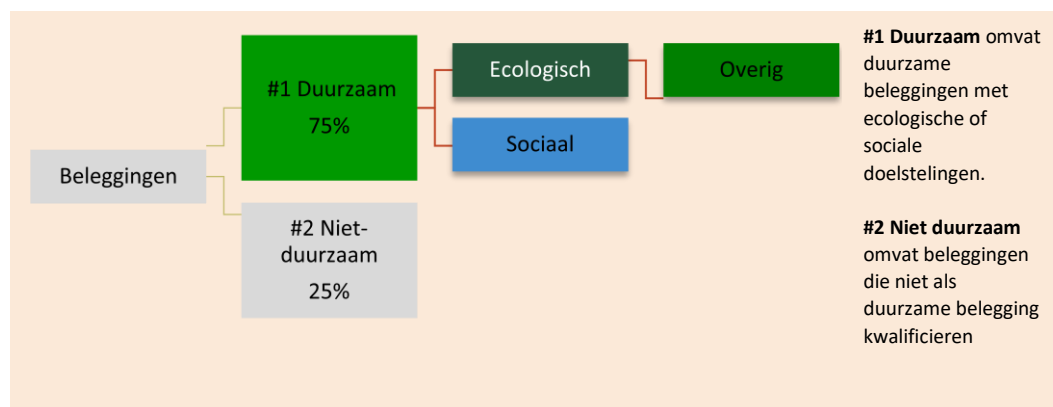 Beleggingen
#1 Duurzaam
75%
#2 Niet-
duurzaam
25%
Ecologisch
Sociaal
Overig
#1 Duurzaam omvat
duurzame
beleggingen met
ecologische of
sociale
doelstelingen.
#2 Niet duurzaam
omvat beleggingen
die niet als
duurzame belegging
kwalificieren